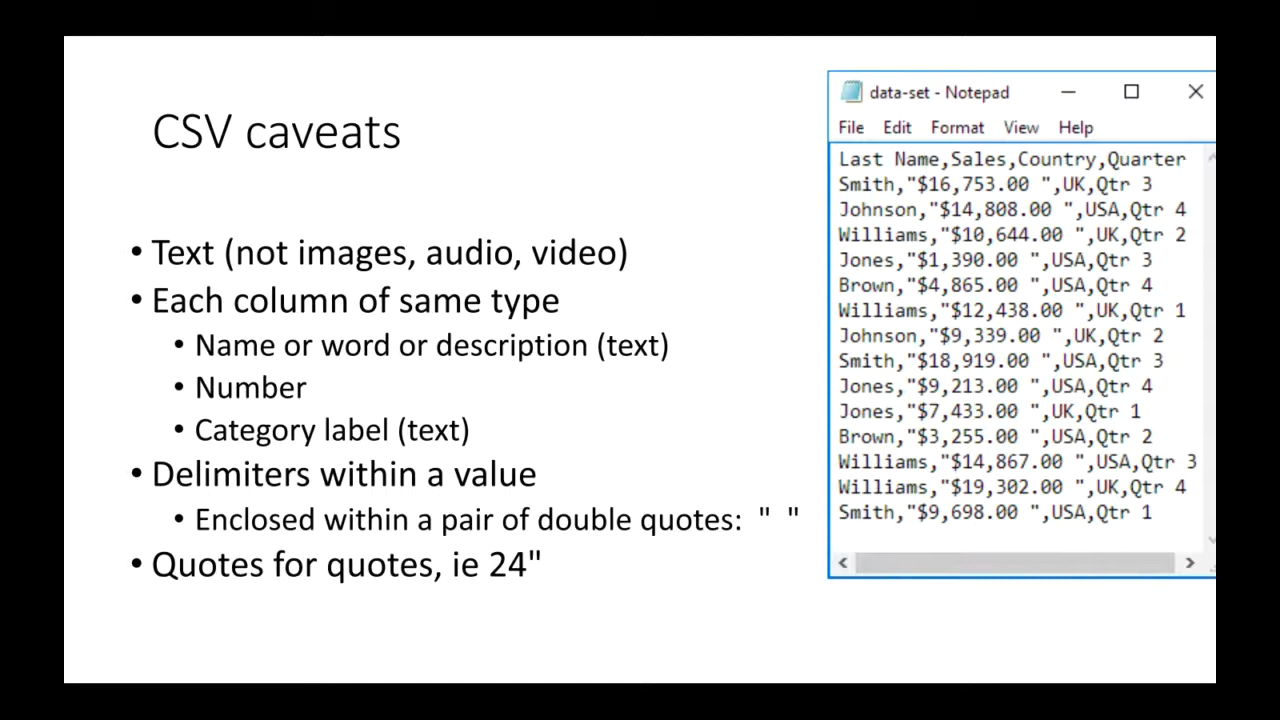 CSV caveats
• Text (not images, audio, video)
• Each column of same type
• Name or word or description (text)
• Number
• Category label (text)
• Delimiters within a value
• Enclosed within a pair of double quotes:  "  "
• Quotes for quotes, ie 24"
data-set - Notepad
File Edit Format View Help
Last Name,Sales,Country,Quarter
Smith,"$16,753.00 ",UK,Qtr 3
Johnson,"$14,808.00 ",USA,Qtr 4
Williams,"$10,644.00 ",UK,Qtr 2
Jones,"$1,390.00 ",USA,Qtr 3
Brown,"$4,865.00 ",USA,Qtr 4
Williams,"$12,438.00 ",UK,Qtr 1
Johnson,"$9,339.00 ",UK,Qtr 2
Smith,"$18,919.00 ",USA,Qtr 3
Jones,"$9,213.00 ",USA,Qtr 4
Jones,"$7,433.00 ",UK,Qtr 1
Brown,"$3,255.00 ",USA,Qtr 2
Williams,"$14,867.00 ",USA,Qtr 3
Williams,"$19,302.00 ",UK,Qtr 4
Smith,"$9,698.00 ",USA,Qtr 1